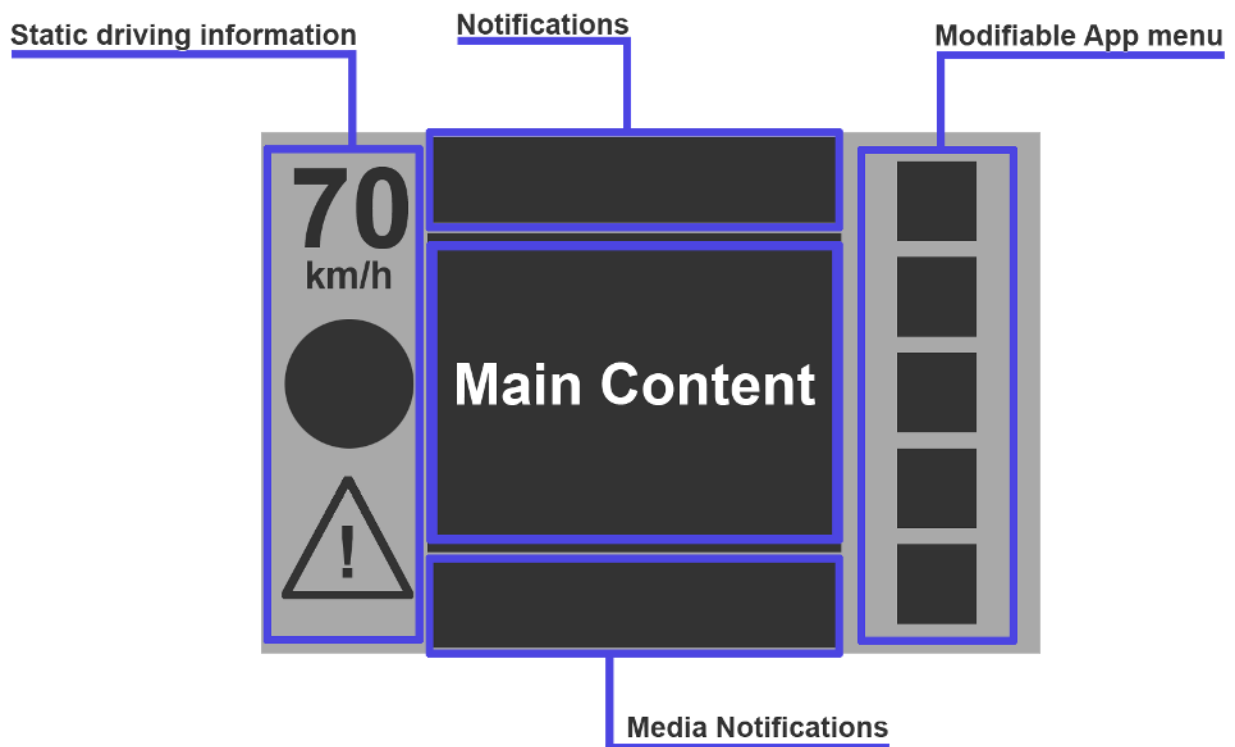 Static driving information
Notifications
Modifiable App menu
70
km/h
Main Content
!
Media Notifications